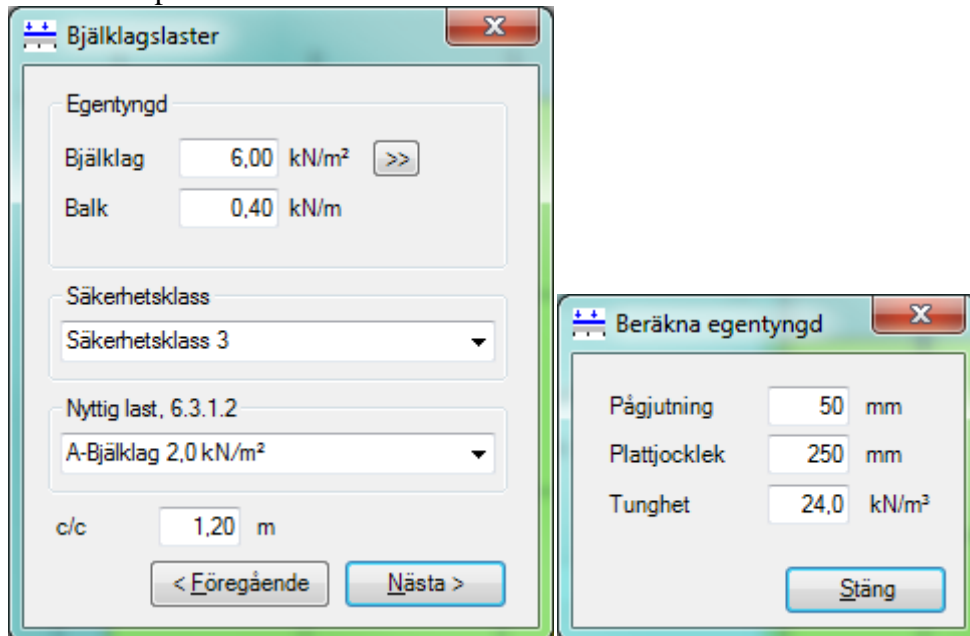 Bjälklagslaster
Egentyngd
Bjälklag 6,00 kN/m² >>
Balk 0,40 kN/m
Säkerhetsklass
Säkerhetsklass 3
Nyttig last, 6.3.1.2
A-Bjälklag 2,0 kN/m²
c/c 1,20 m
< Föregående Nästa >
Beräkna egentyngd
Pågjutning 50 mm
Plattjocklek 250 mm
Tunghet 24,0 kN/m³
Stäng